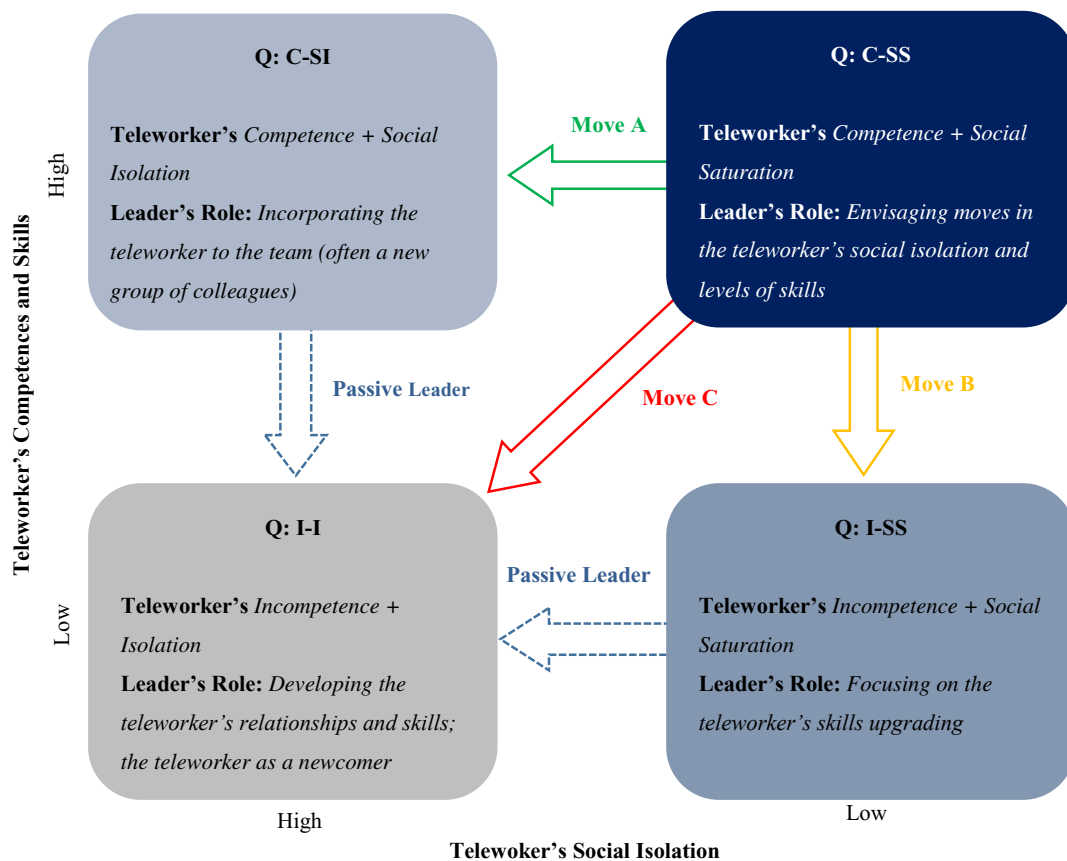 Q: C-SI
Teleworker's Competence + Social
Isolation
Leader's Role: Incorporating the
teleworker to the team (often a new
group of colleagues)
Move A
Q: C-SS
Teleworker's Competence + Social
Saturation
Leader's Role: Envisaging moves in
the teleworker's social isolation and
levels of skills
High
Teleworker's Competences and Skills
Passive Leader
Move C
Move B
Q: I-I
Teleworker's Incompetence +
Isolation
Leader's Role: Developing the
teleworker's relationships and skills;
the teleworker as a newcomer
Passive Leader
Q: I-SS
Teleworker's Incompetence + Social
Saturation
Leader's Role: Focusing on the
teleworker's skills upgrading
Low
High
Low
Telewoker's Social Isolation